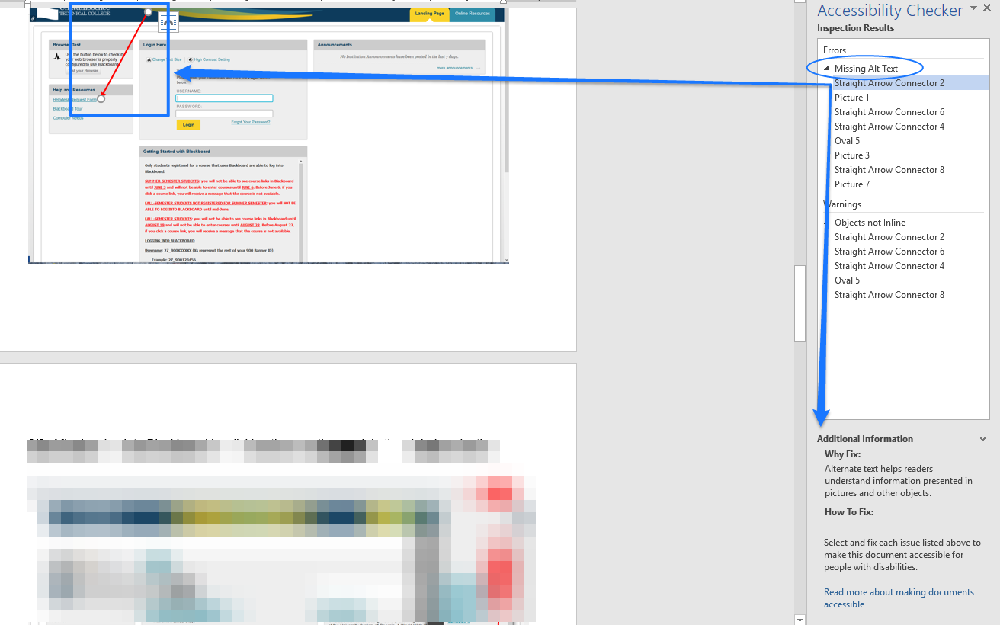 TECHNICAL COLLEGE
Landing Page
Online Resources
Browser Test
Use the button below to check if
your web browser is properly
configured to use Blackboard
Test your Browser
Help and Resources
Helpdesk Request Form
Blackboard Tour
Computer Needs
Login Here
Change Text Size
High Contrast Setting
below
USERNAME:
PASSWORD:
Login
Forgot Your Password?
Announcements
No Institution Announcements have been posted in the last 7 days.
more announcements...
Getting Started with Blackboard
Only students registered for a course that uses Blackboard are able to log into
Blackboard.
SUMMER-SEMESTER STUDENTS: you will not be able to see course links in Blackboard
until JUNE 3 and will not be able to enter courses until JUNE 6. Before June 6, if you
click a course link, you will receive a message that the course is not available.
FALL-SEMESTER STUDENTS NOT REGISTERED FOR SUMMER SEMESTER: you will NOT BE
ABLE TO LOG INTO BLACKBOARD until mid June.
FALL-SEMESTER STUDENTS: you will not be able to see course links in Blackboard until
AUGUST 19 and will not be able to enter courses until AUGUST 22. Before August 22,
if you click a course link, you will receive a message that the course is not available.
LOGGING INTO BLACKBOARD
Username: 27_900XXXXXX (Xs represent the rest of your 900 Banner ID)
Example: 27_900123456
Accessibility Checker
Inspection Results
Errors
Missing Alt Text
Straight Arrow Connector 2
Picture 1
Straight Arrow Connector 6
Straight Arrow Connector 4
Oval 5
Picture 3
Straight Arrow Connector 8
Picture 7
Warnings
Objects not Inline
Straight Arrow Connector 2
Straight Arrow Connector 6
Straight Arrow Connector 4
Oval 5
Straight Arrow Connector 8
Additional Information
Why Fix:
Alternate text helps readers
understand information presented in
pictures and other objects.
How To Fix:
Select and fix each issue listed above to
make this document accessible for
people with disabilities.
Read more about making documents
accessible